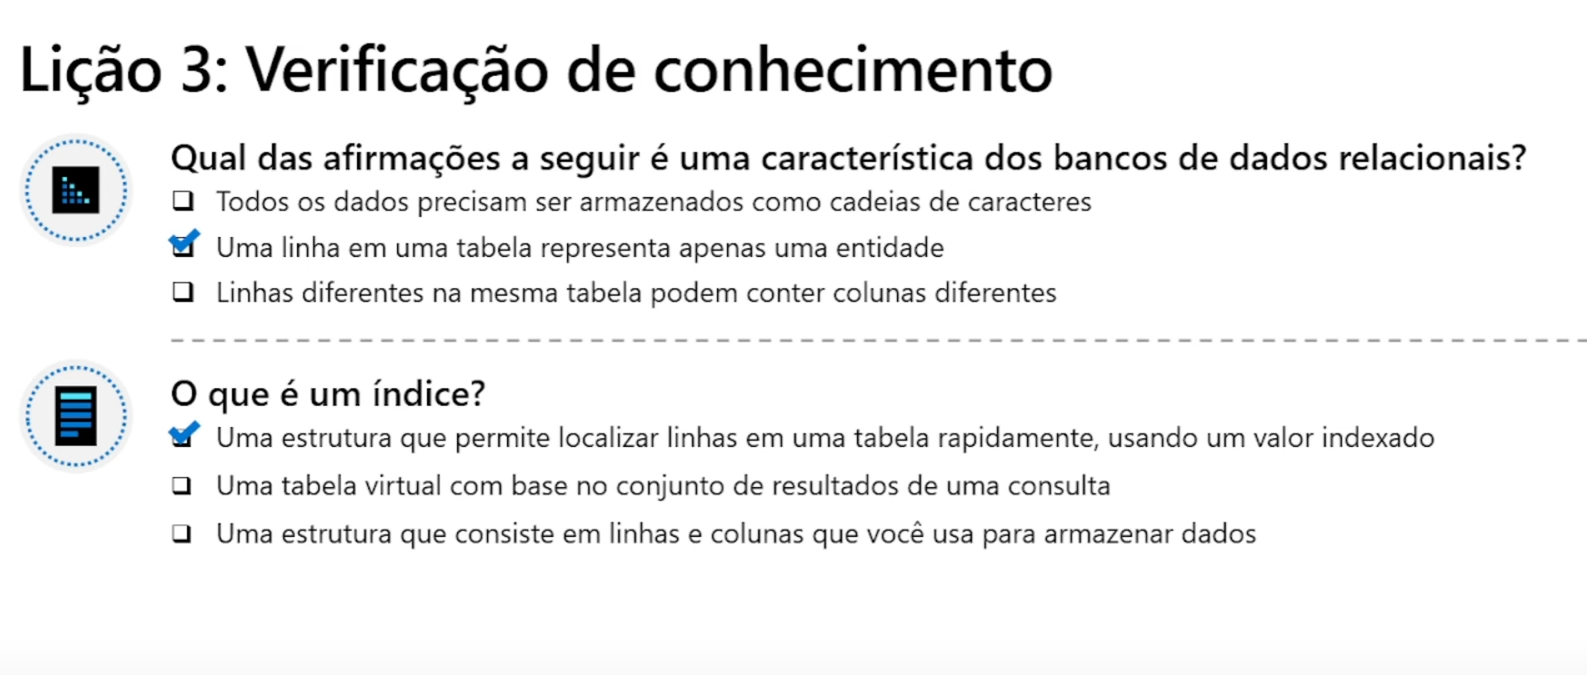 Lição 3: Verificação de conhecimento
Qual das afirmações a seguir é uma característica dos bancos de dados relacionais?
Todos os dados precisam ser armazenados como cadeias de caracteres
Uma linha em uma tabela representa apenas uma entidade
Linhas diferentes na mesma tabela podem conter colunas diferentes
O que é um índice?
Uma estrutura que permite localizar linhas em uma tabela rapidamente, usando um valor indexado
Uma tabela virtual com base no conjunto de resultados de uma consulta
Uma estrutura que consiste em linhas e colunas que você usa para armazenar dados